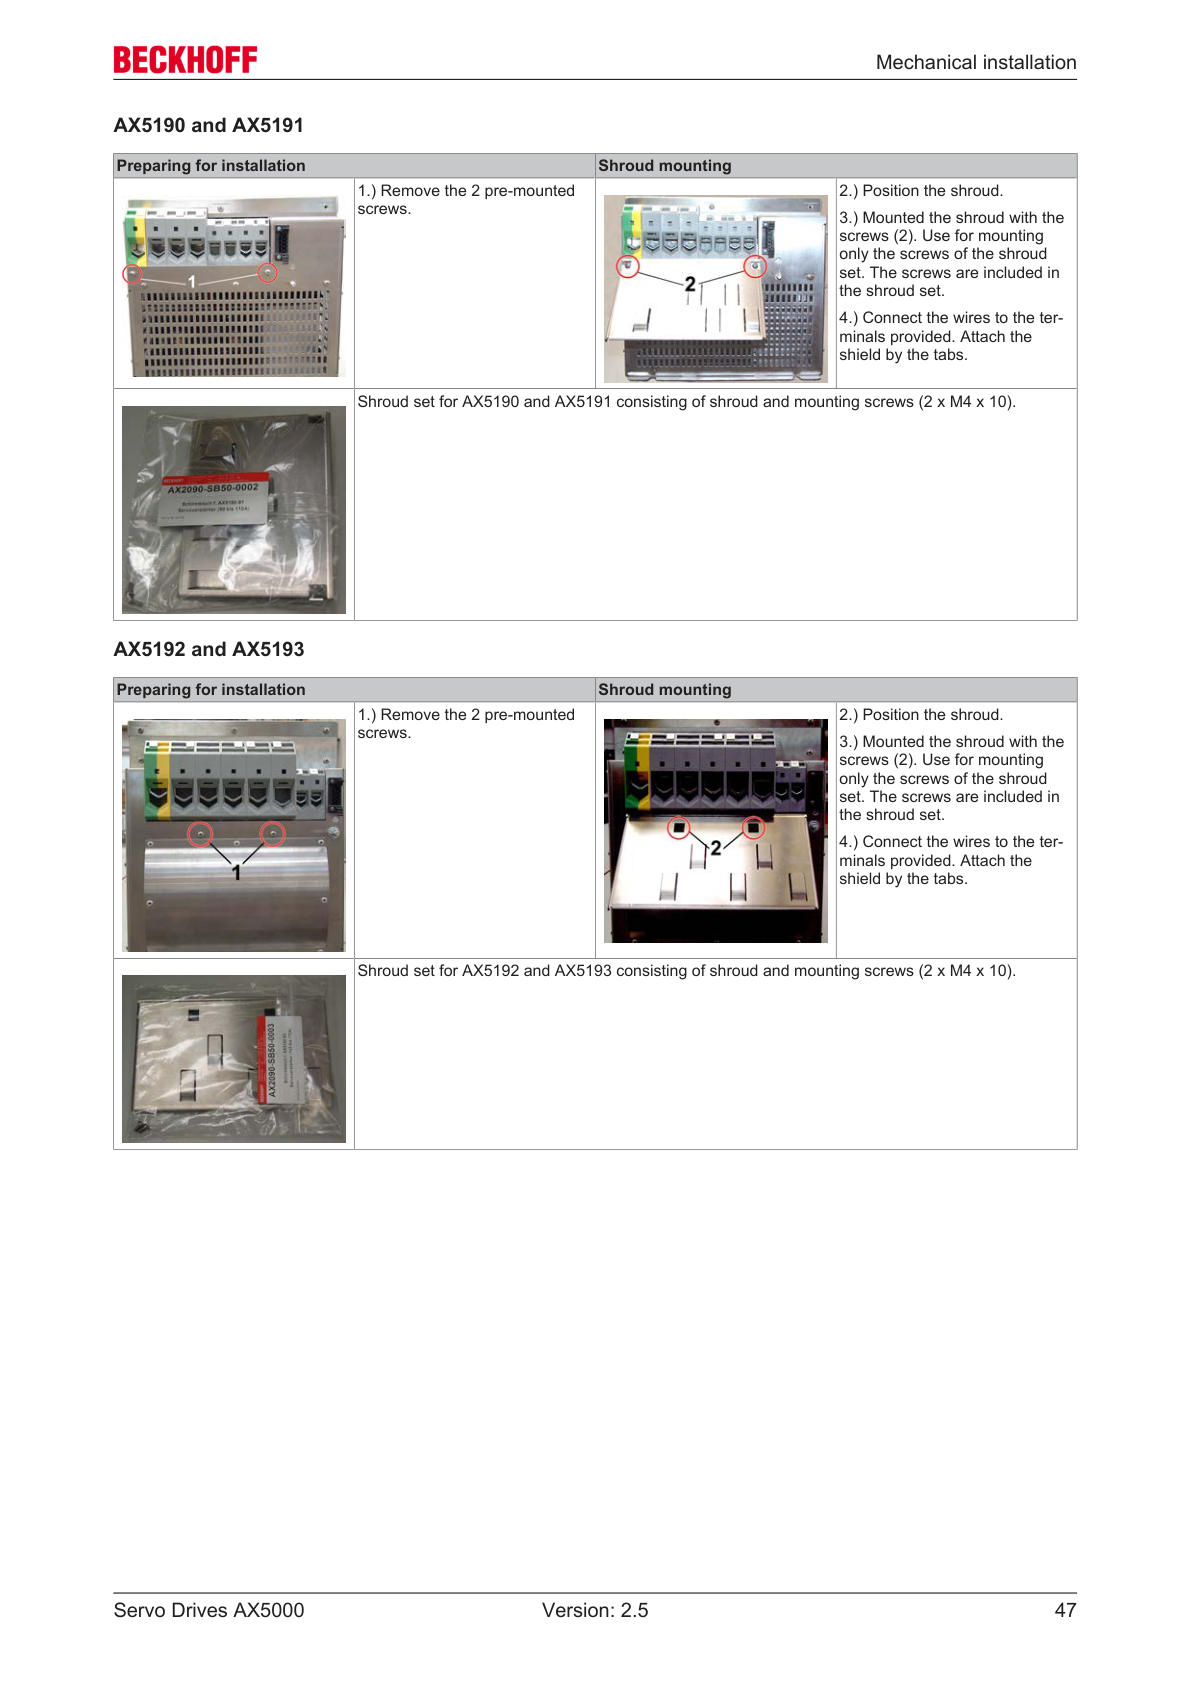 BECKHOFF
Mechanical installation
AX5190 and AX5191
Preparing for installation
Shroud mounting
1.) Remove the 2 pre-mounted
screws.
1
2
2.) Position the shroud.
3.) Mounted the shroud with the
screws (2). Use for mounting
only the screws of the shroud
set. The screws are included in
the shroud set.
4.) Connect the wires to the ter-
minals provided. Attach the
shield by the tabs.
AX2090-SB50-0002
Shroud set for AX5190 and AX5191 consisting of shroud and mounting screws (2 x M4 x 10).
AX5192 and AX5193
Preparing for installation
Shroud mounting
1
1.) Remove the 2 pre-mounted
screws.
2
2.) Position the shroud.
3.) Mounted the shroud with the
screws (2). Use for mounting
only the screws of the shroud
set. The screws are included in
the shroud set.
4.) Connect the wires to the ter-
minals provided. Attach the
shield by the tabs.
AX2090-SB50-0003
Shroud set for AX5192 and AX5193 consisting of shroud and mounting screws (2 x M4 x 10).
Servo Drives AX5000
Version: 2.5
47